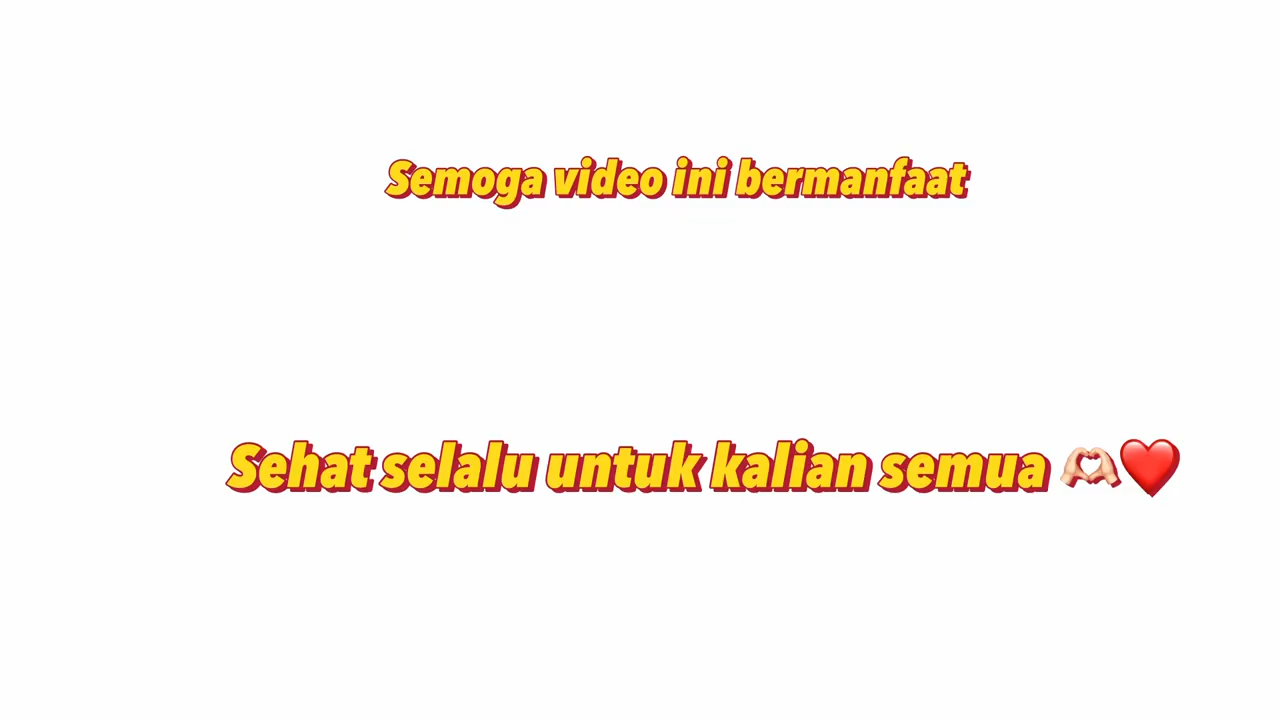 Semoga video ini bermanfaat
Sehat selalu untuk kalian semua 🫶🏻❤️